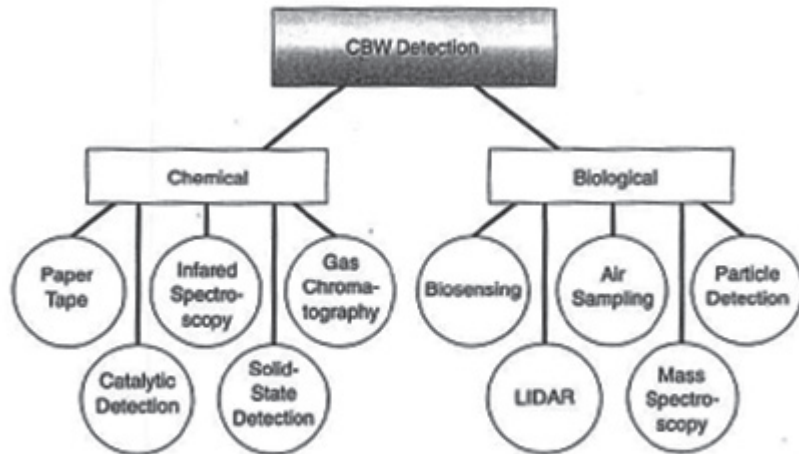 CBW Detection
Chemical
Biological
Paper
Tape
Infared
Spectro-
scopy
Gas
Chroma-
tography
Biosensing
Air
Sampling
Particle
Detection
Catalytic
Detection
Solid-
State
Detection
LIDAR
Mass
Spectro-
scopy